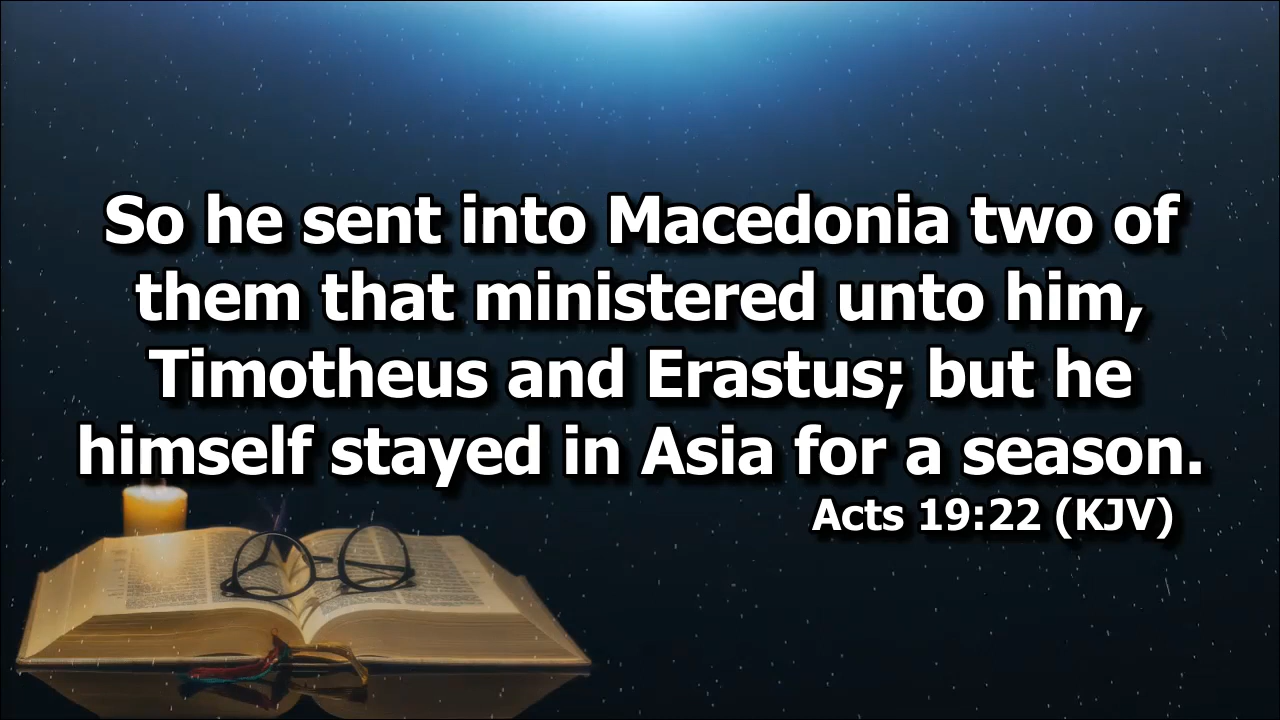 So he sent into Macedonia two of
them that ministered unto him,
Timotheus and Erastus; but he
himself stayed in Asia for a season.
Acts 19:22 (KJV)